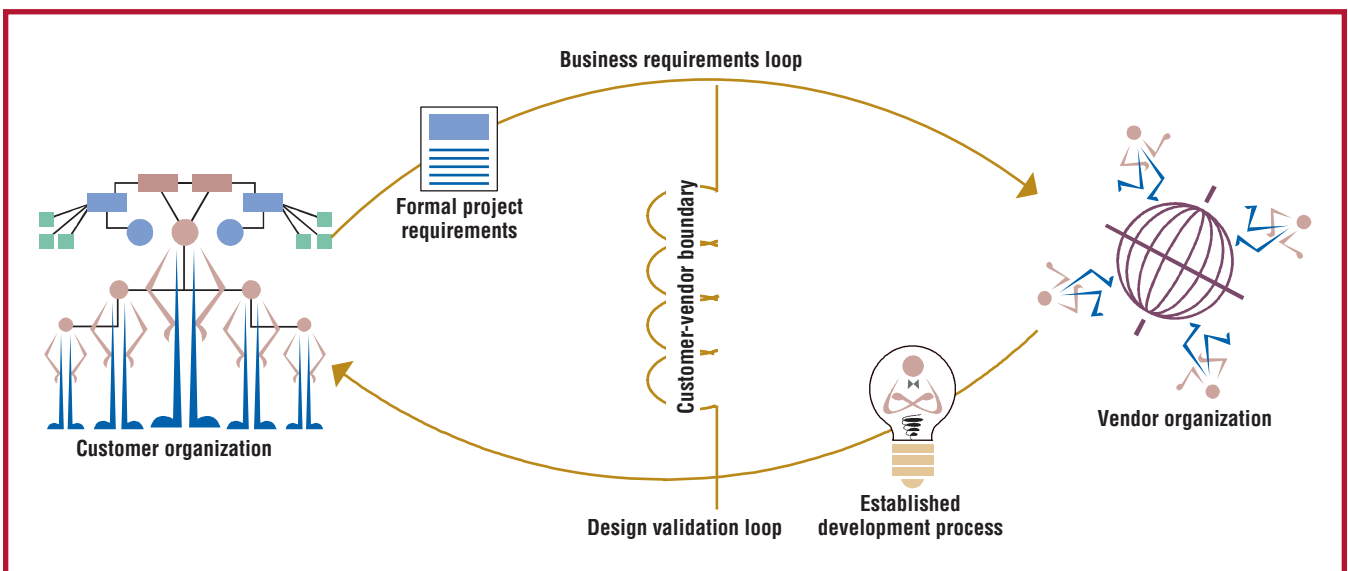 Business requirements loop
Formal project
requirements
Customer-vendor boundary
Customer organization
Vendor organization
Established
development process
Design validation loop